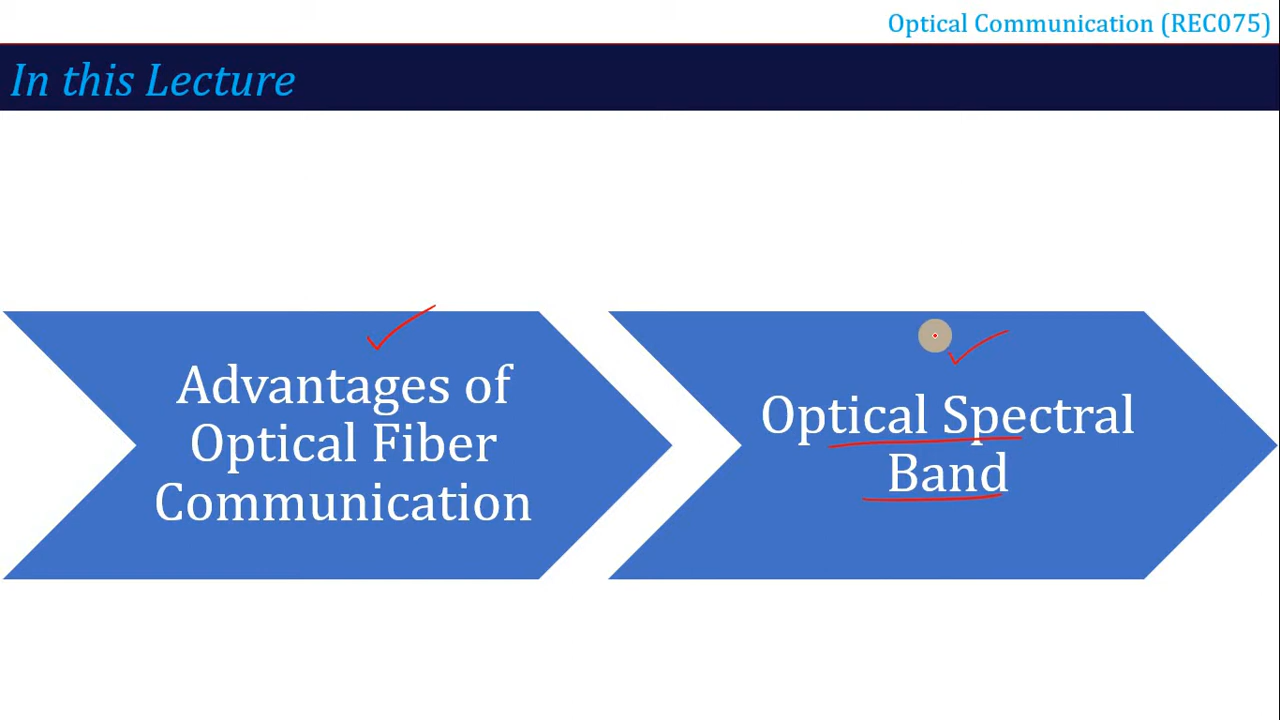 Optical Communication (REC075)
In this Lecture
Advantages of
Optical Fiber
Communication
Optical Spectral
Band